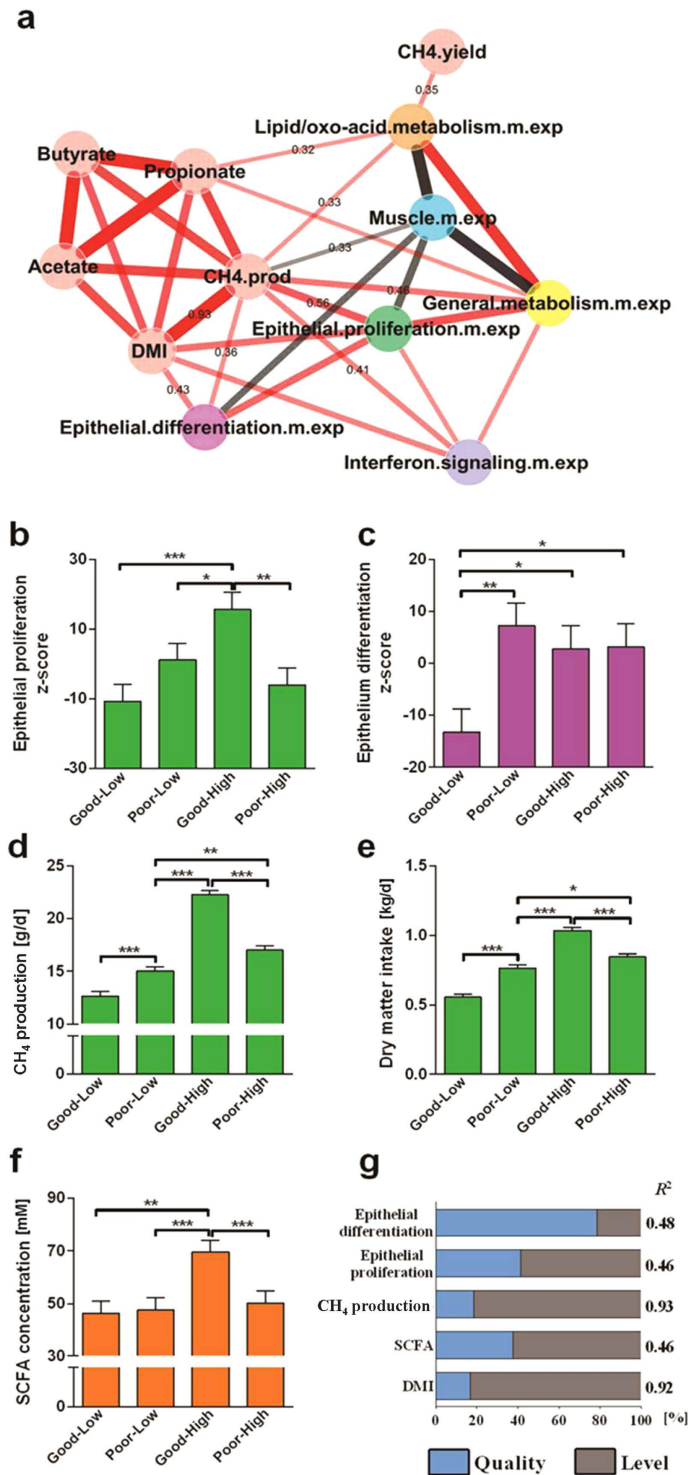 a
CH4.yield
0.35
Lipid/oxo-acid.metabolism.m.exp
Butyrate
0.32
Propionate
0.33
Muscle.m.exp
0.33
Acetate
CH4.prod
0.46
General.metabolism.m.exp
0.56
0.93
Epithelial.proliferation.m.exp
DMI
0.36
0.41
0.43
Epithelial.differentiation.m.exp
Interferon.signaling.m.exp
b
Epithelial proliferation
z-score
30
10
-10
-30
***
*
**
Good-Low
Poor-Low
Good-High
Poor-High
c
Epithelium differentiation
z-score
20
10
0
-10
-20
*
*
**
Good-Low
Poor-Low
Good-High
Poor-High
d
CH4 production [g/d]
25
20
15
10
0
**
***
***
***
Good-Low
Poor-Low
Good-High
Poor-High
e
Dry matter intake [kg/d]
1.5
1.0
0.5
0.0
*
***
***
***
Good-Low
Poor-Low
Good-High
Poor-High
f
SCFA concentration [mM]
90
70
50
30
0
**
***
***
Good-Low
Poor-Low
Good-High
Poor-High
g
R2
Epithelial
differentiation
0.48
Epithelial
proliferation
0.46
CH4 production
0.93
SCFA
0.46
DMI
0.92
0 20 40 60 80 100 [%]
Quality Level